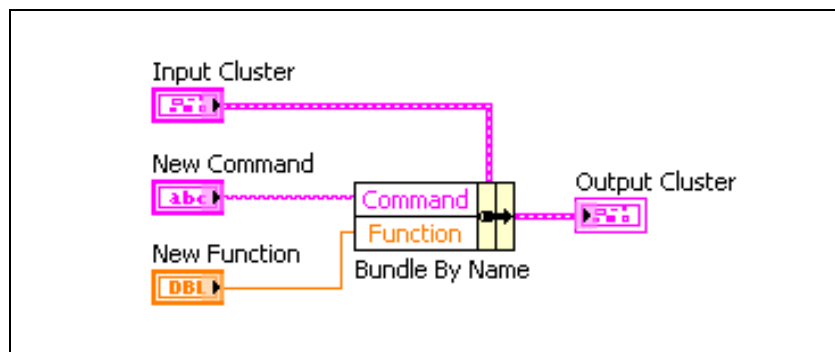 Input Cluster
New Command
abc
Command
Output Cluster
New Function
Function
DBL
Bundle By Name